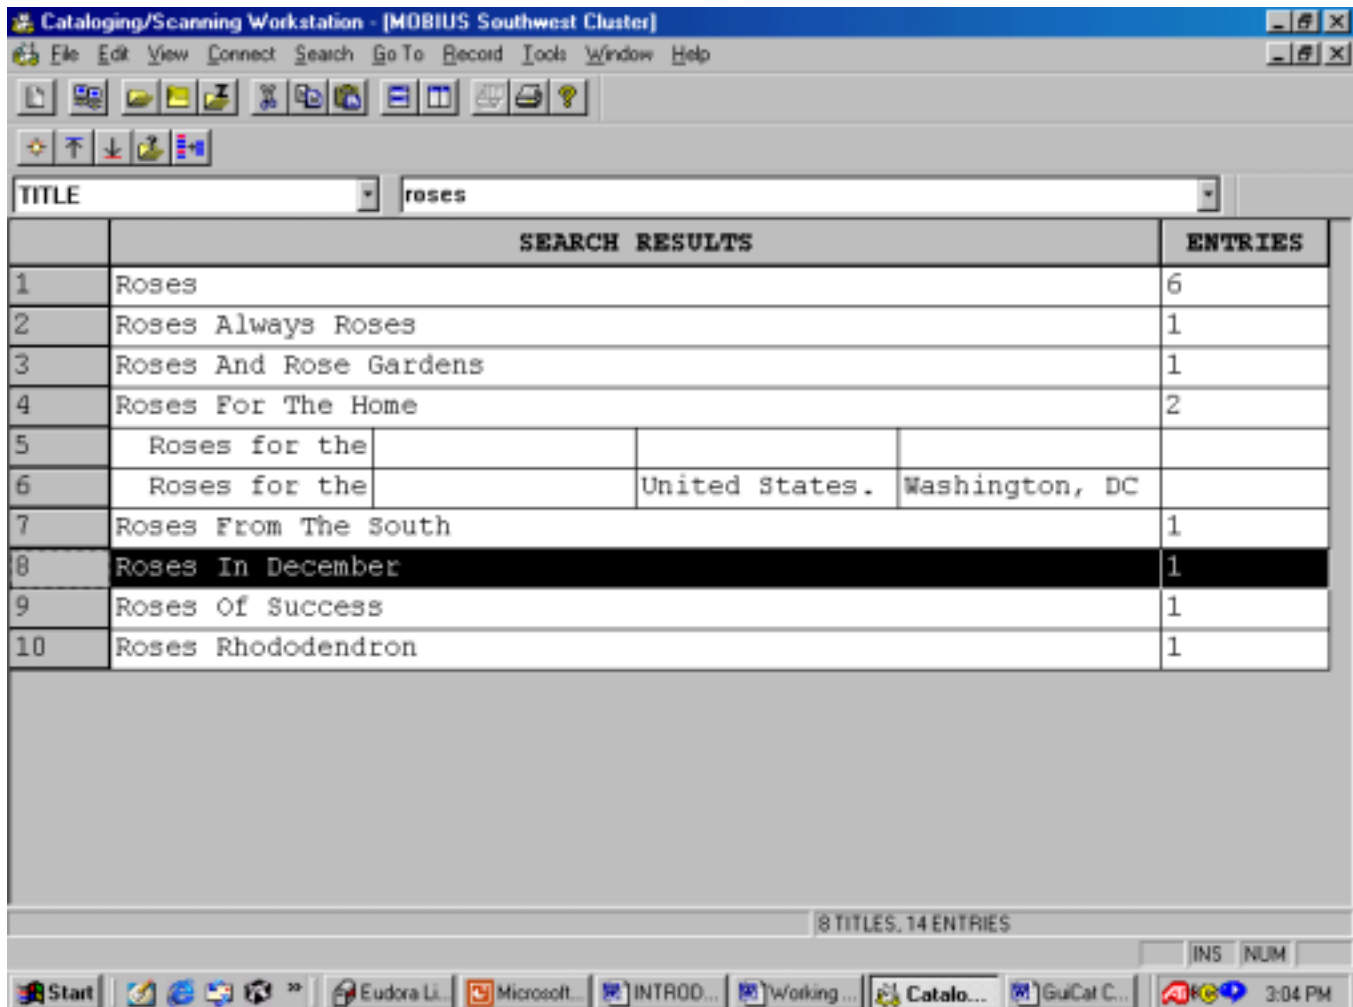 Cataloging/Scanning Workstation - [MOBIUS Southwest Cluster]
File Edit View Connect Search Go To Record Tools Window Help
TITLE roses
SEARCH RESULTS ENTRIES
1 Roses 6
2 Roses Always Roses 1
3 Roses And Rose Gardens 1
4 Roses For The Home 2
5 Roses for the
6 Roses for the United States. Washington, DC
7 Roses From The South 1
8 Roses In December 1
9 Roses Of Success 1
10 Roses Rhododendron 1
8 TITLES, 14 ENTRIES
INS NUM
Start » Eudora Li... Microsoft... INTROD... Working ... Catalo... GuiCat C... 3:04 PM